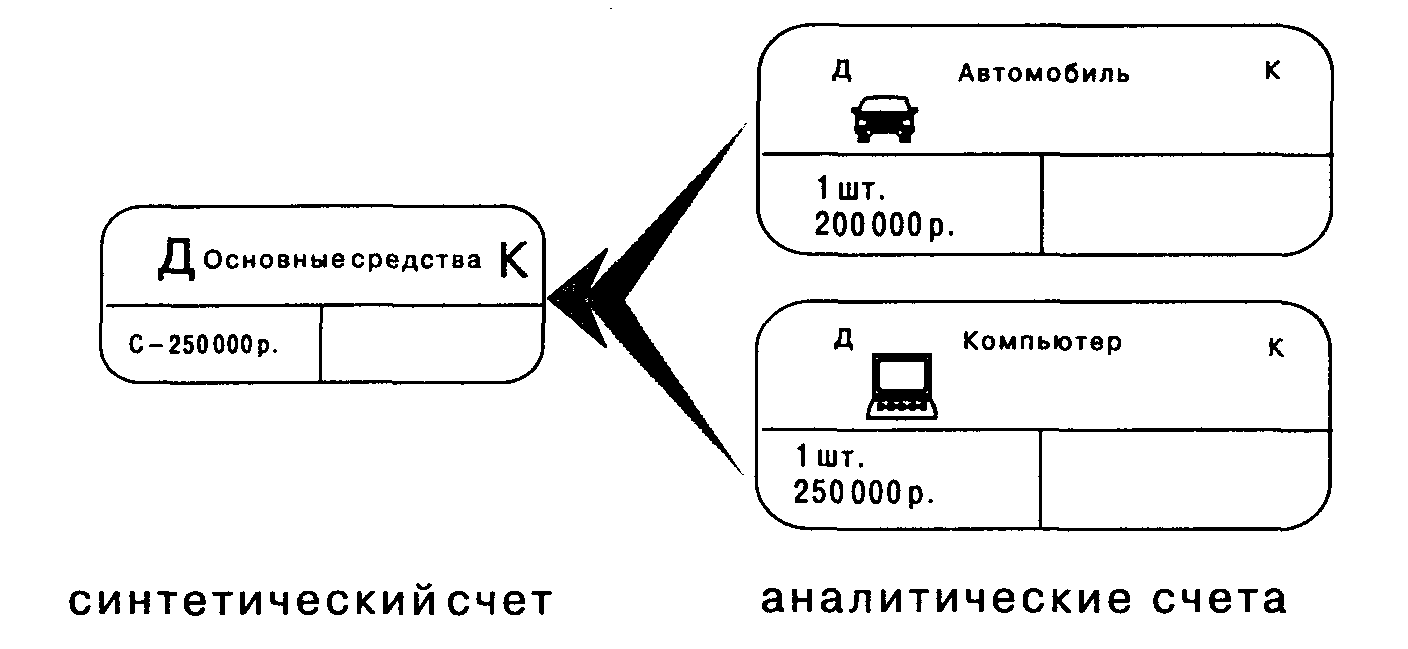 Д Автомобиль К
1 шт.
200 000 р.
Д Основные средства К
С – 250 000 р.
Д Компьютер К
1 шт.
250 000 р.
синтетический счет
аналитические счета